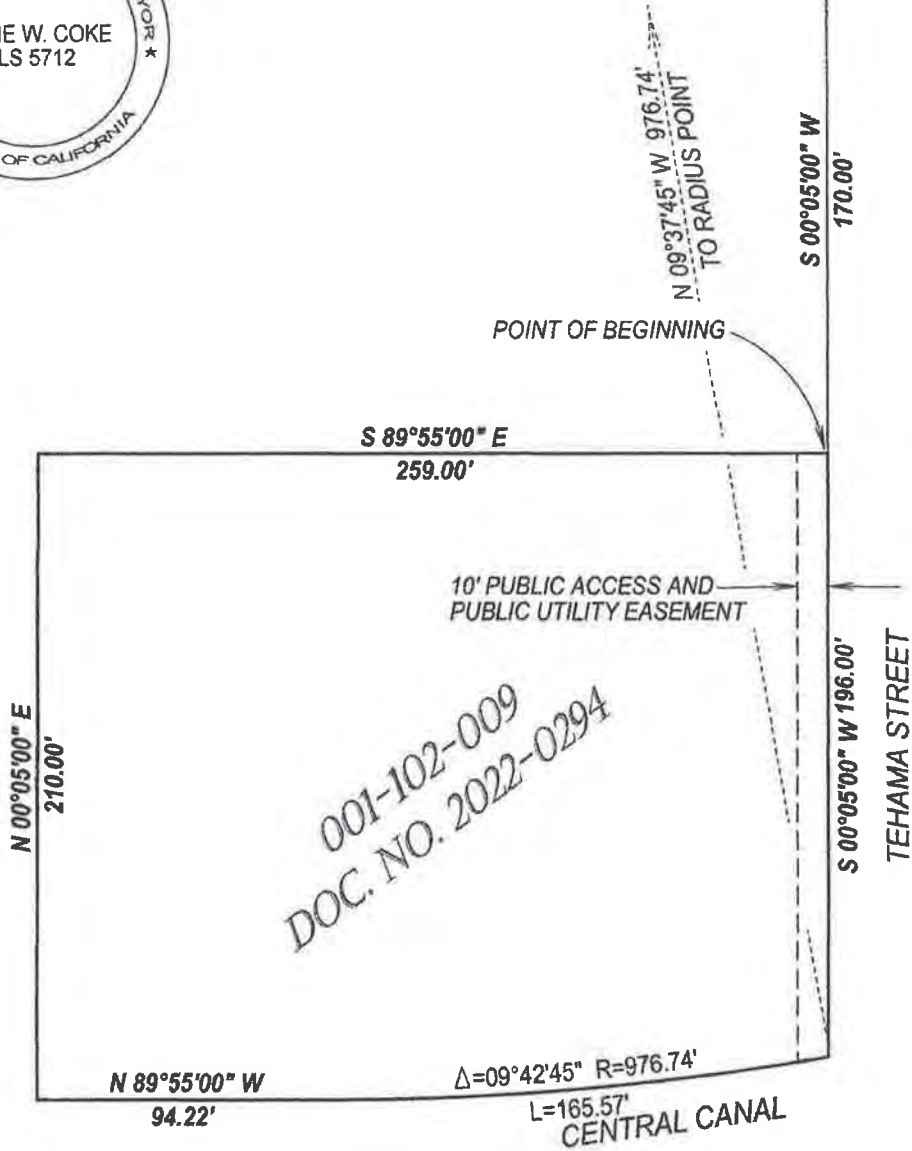 COKE
LS 5712
OF CALIFORNIA
N 09°37'45" W 976.74'
TO RADIUS POINT
S 00°05'00" W
170.00'
POINT OF BEGINNING
S 89°55'00" E
259.00'
10' PUBLIC ACCESS AND
PUBLIC UTILITY EASEMENT
N 00°05'00" E
210.00'
001-102-009
DOC. NO. 2022-0294
S 00°05'00" W 196.00'
TEHAMA STREET
N 89°55'00" W
94.22'
Δ=09°42'45" R=976.74'
L=165.57'
CENTRAL CANAL